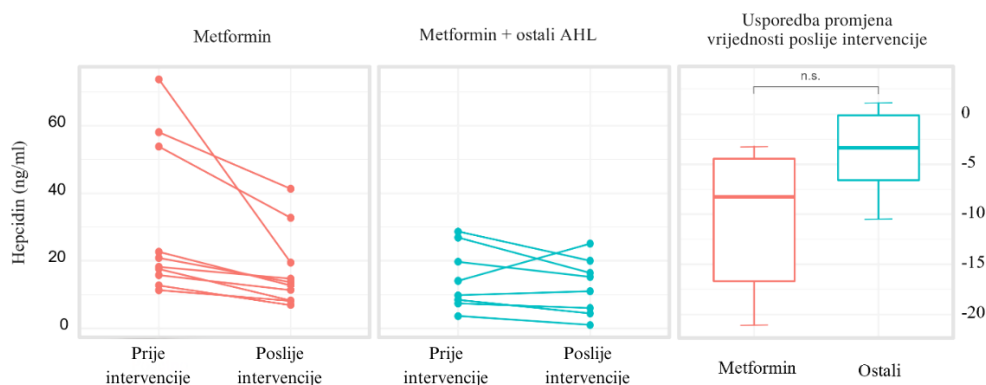 Metformin
Metformin + ostali AHL
Usporedba promjena
vrijednosti poslije intervencije
Hepcidin (ng/ml)
60
40
20
0
n.s.
0
-5
-10
-15
-20
Prije
intervencije
Poslije
intervencije
Prije
intervencije
Poslije
intervencije
Metformin
Ostali